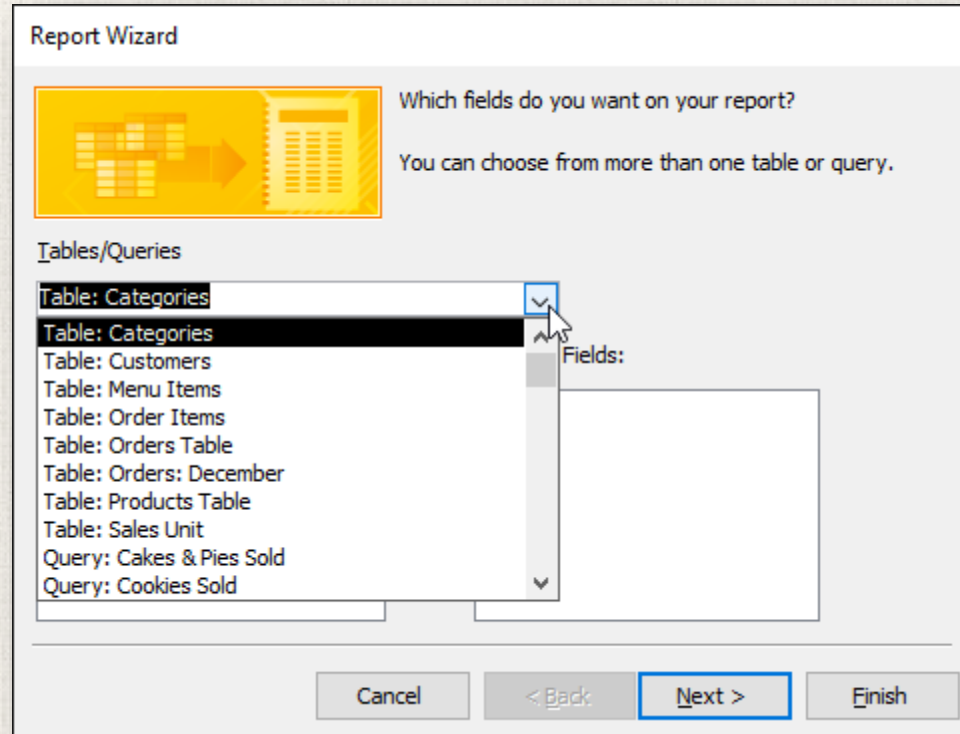 Report Wizard
Which fields do you want on your report?
You can choose from more than one table or query.
Tables/Queries
Table: Categories
Table: Categories
Table: Customers
Fields:
Table: Menu Items
Table: Order Items
Table: Orders Table
Table: Orders: December
Table: Products Table
Table: Sales Unit
Query: Cakes & Pies Sold
Query: Cookies Sold
Cancel
< Back
Next >
Finish